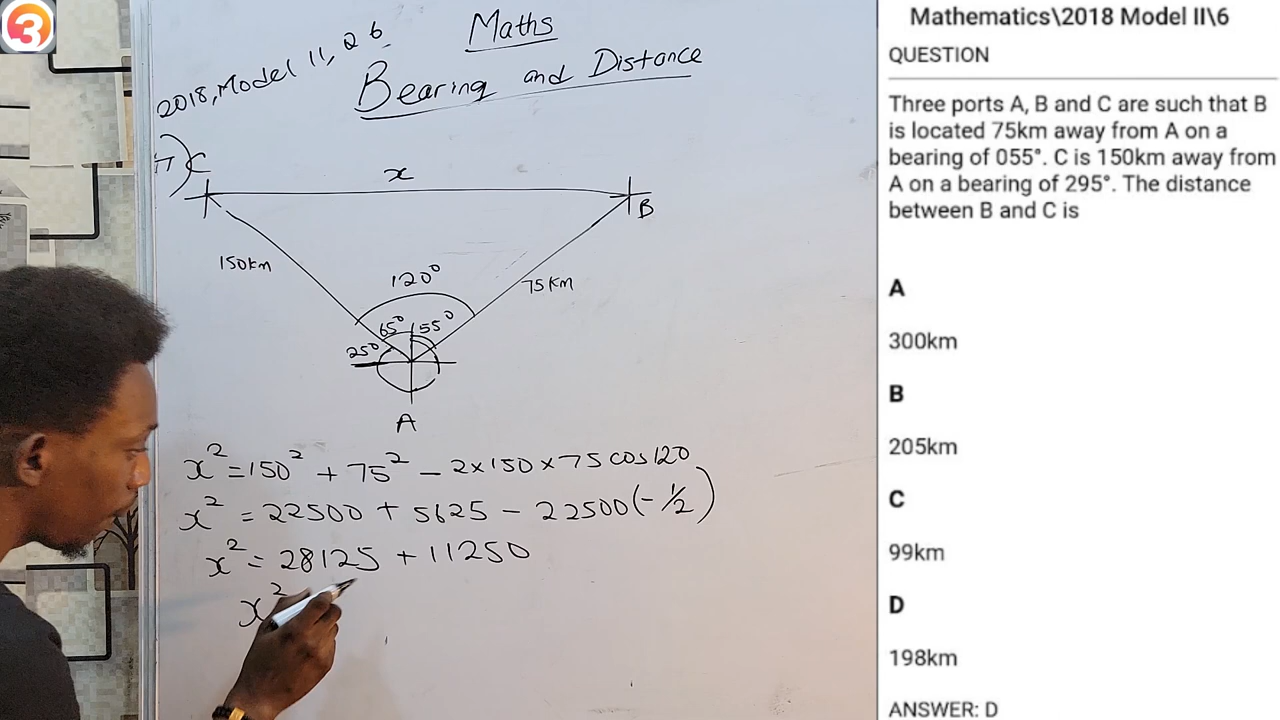 3
Maths
2018, Model 11, Q 6
Bearing and Distance
C
x
B
150km
120°
75km
65°
55°
25°
A
x² = 150² + 75² - 2×150×75 cos120
x² = 22500 + 5625 - 22500(-1/2)
x² = 28125 + 11250
x²
Mathematics\2018 Model II\6
QUESTION
Three ports A, B and C are such that B
is located 75km away from A on a
bearing of 055°. C is 150km away from
A on a bearing of 295°. The distance
between B and C is
A
300km
B
205km
C
99km
D
198km
ANSWER: D